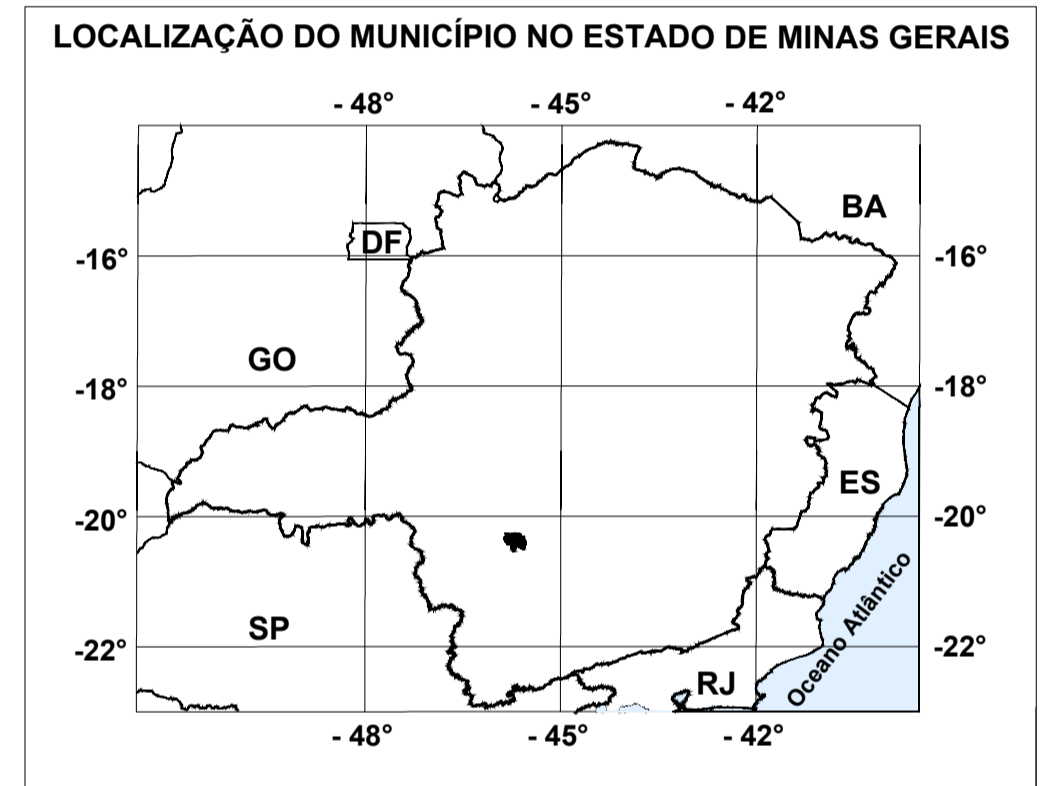 LOCALIZAÇÃO DO MUNICÍPIO NO ESTADO DE MINAS GERAIS
- 48° - 45° - 42°
BA
DF
-16° -16°
GO
-18° -18°
ES
-20° -20°
Oceano Atlântico
SP
-22° -22°
RJ
- 48° - 45° - 42°